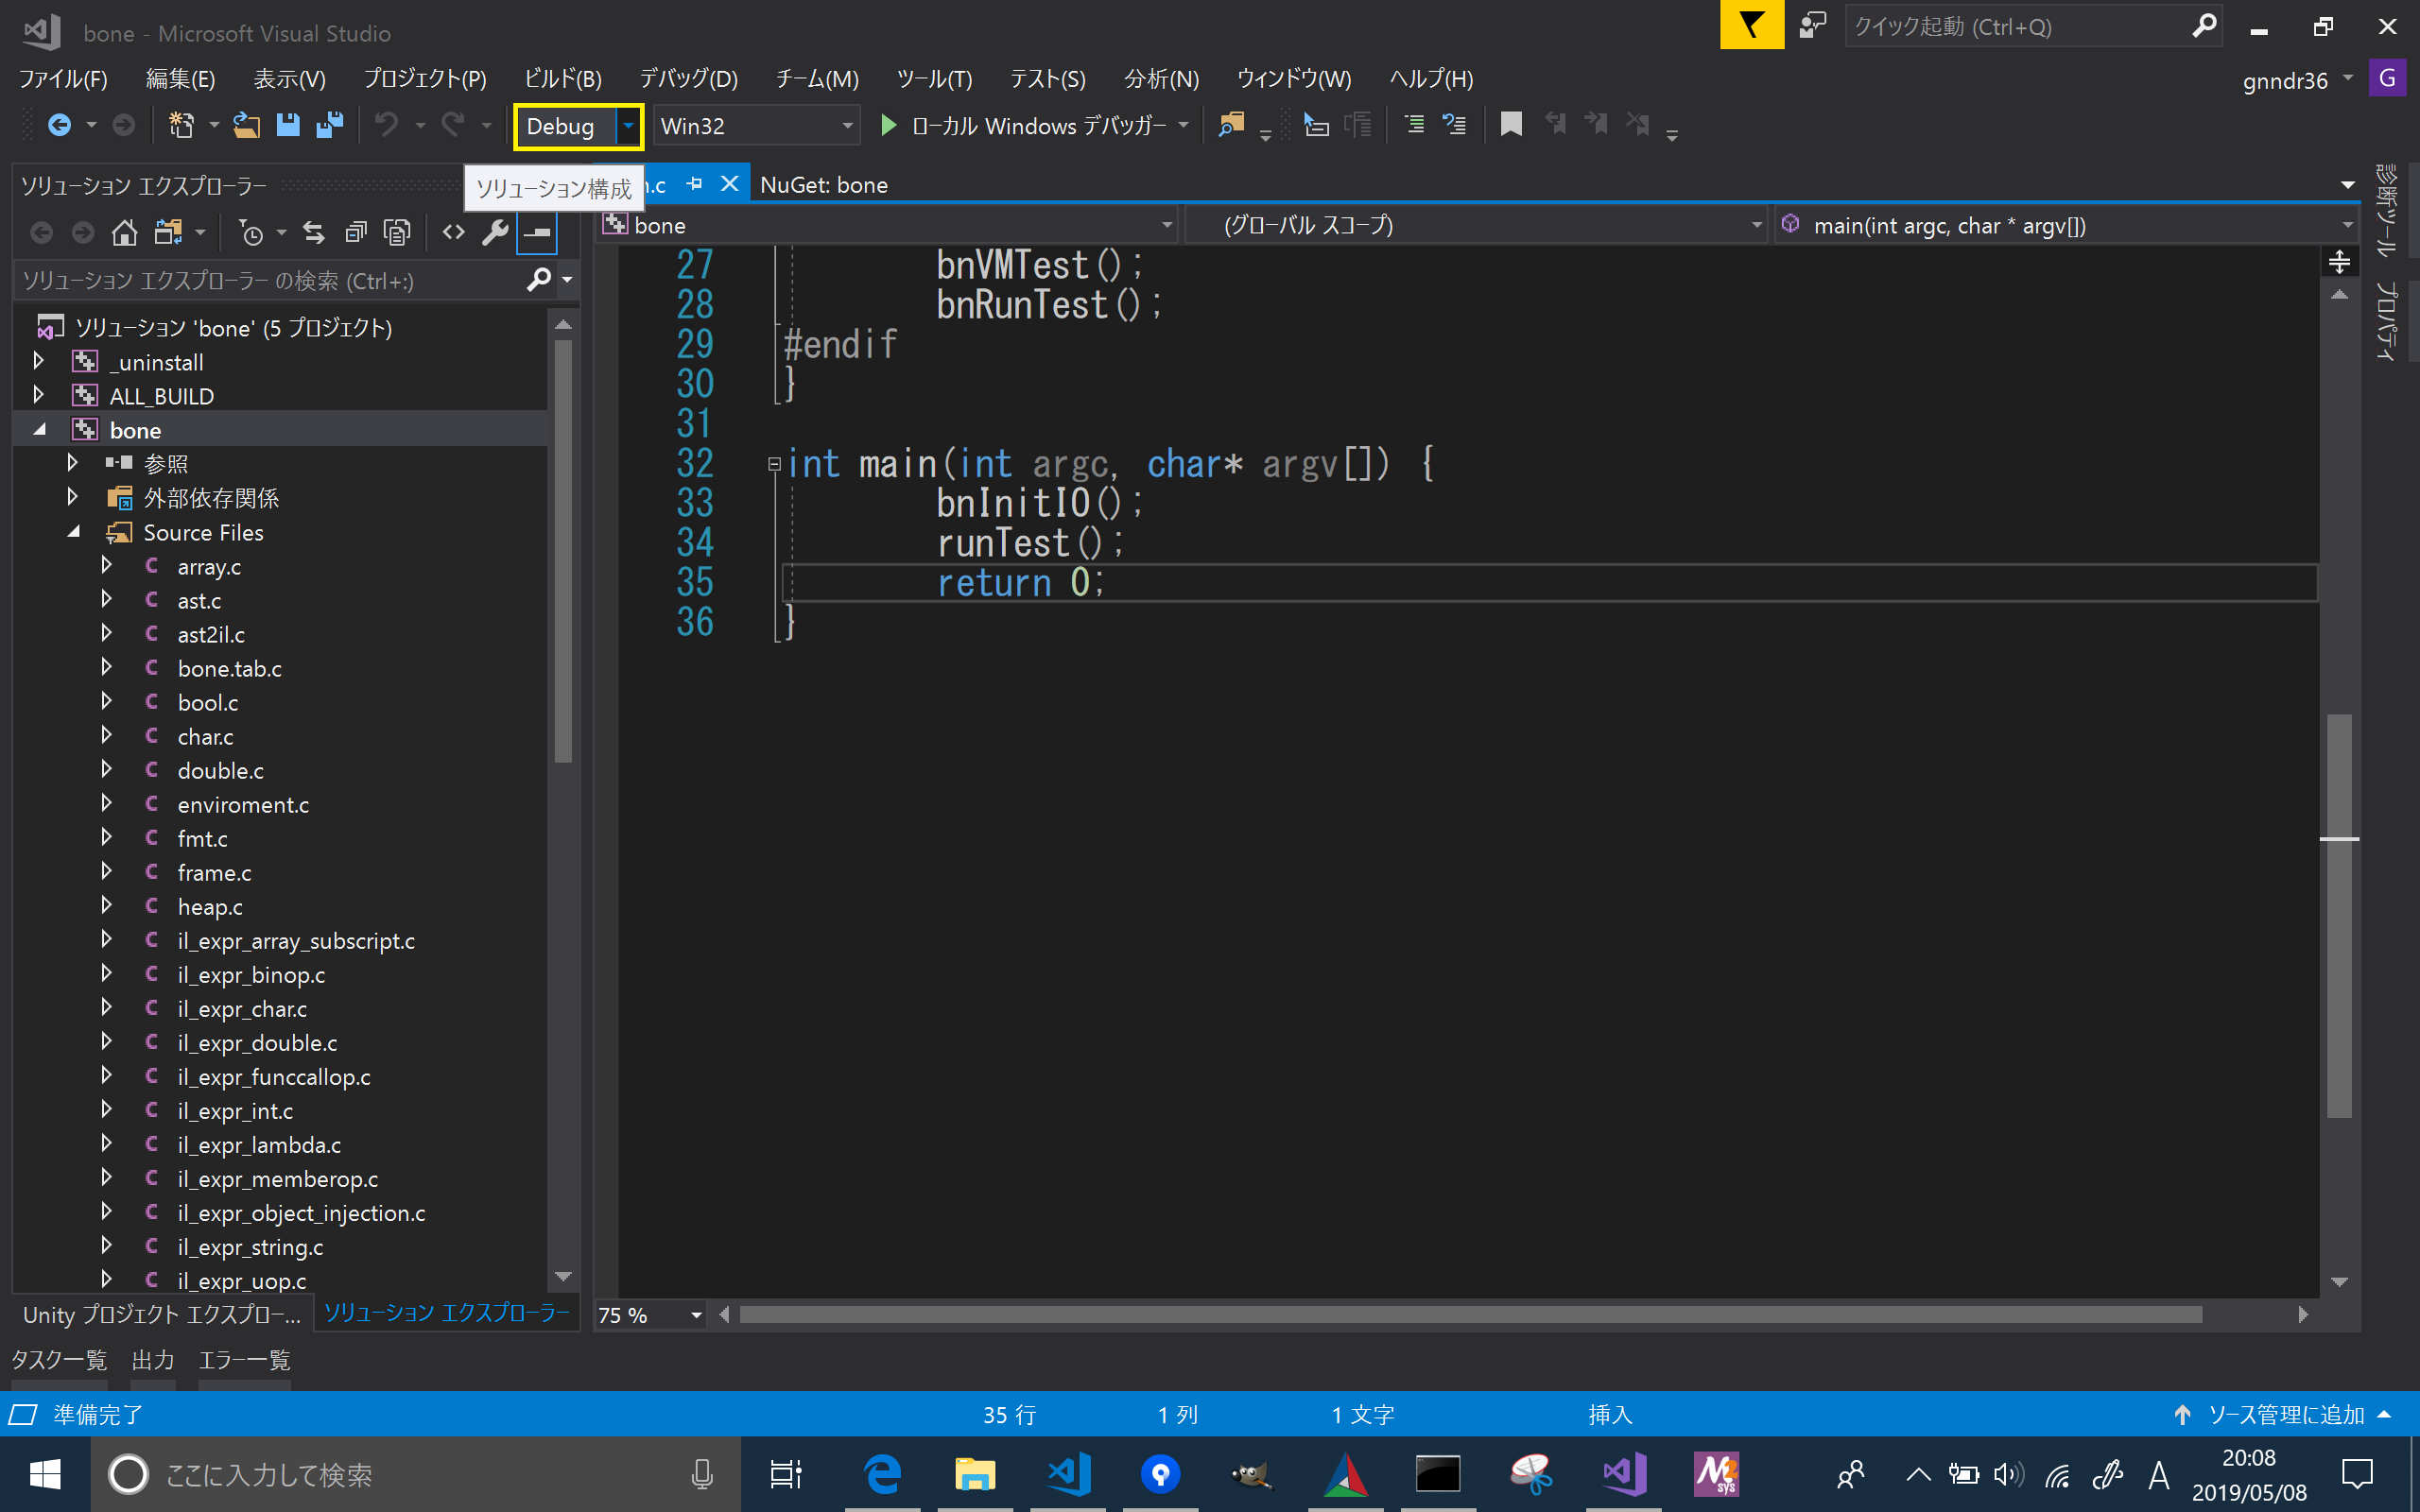 bone - Microsoft Visual Studio
クイック起動 (Ctrl+Q)
ファイル(F) 編集(E) 表示(V) プロジェクト(P) ビルド(B) デバッグ(D) チーム(M) ツール(T) テスト(S) 分析(N) ウィンドウ(W) ヘルプ(H)
gnndr36 G
Debug Win32 ローカル Windows デバッガー
ソリューション エクスプローラー
ソリューション構成
.c NuGet: bone
bone (グローバル スコープ) main(int argc, char * argv[])
ソリューション エクスプローラー の検索 (Ctrl+:)
ソリューション 'bone' (5 プロジェクト)
_uninstall
ALL_BUILD
bone
参照
外部依存関係
Source Files
array.c
ast.c
ast2il.c
bone.tab.c
bool.c
char.c
double.c
enviroment.c
fmt.c
frame.c
heap.c
il_expr_array_subscript.c
il_expr_binop.c
il_expr_char.c
il_expr_double.c
il_expr_funccallop.c
il_expr_int.c
il_expr_lambda.c
il_expr_memberop.c
il_expr_object_injection.c
il_expr_string.c
il_expr_uop.c
Unity プロジェクト エクスプロー... ソリューション エクスプローラー
27 bnVMTest();
28 bnRunTest();
29 #endif
30 }
31
32 int main(int argc, char* argv[]) {
33 bnInitIO();
34 runTest();
35 return 0;
36 }
75 %
診断ツール
プロパティ
タスク一覧 出力 エラー一覧
準備完了 35 行 1 列 1 文字 挿入 ソース管理に追加
ここに入力して検索
M2 sys
A
20:08
2019/05/08